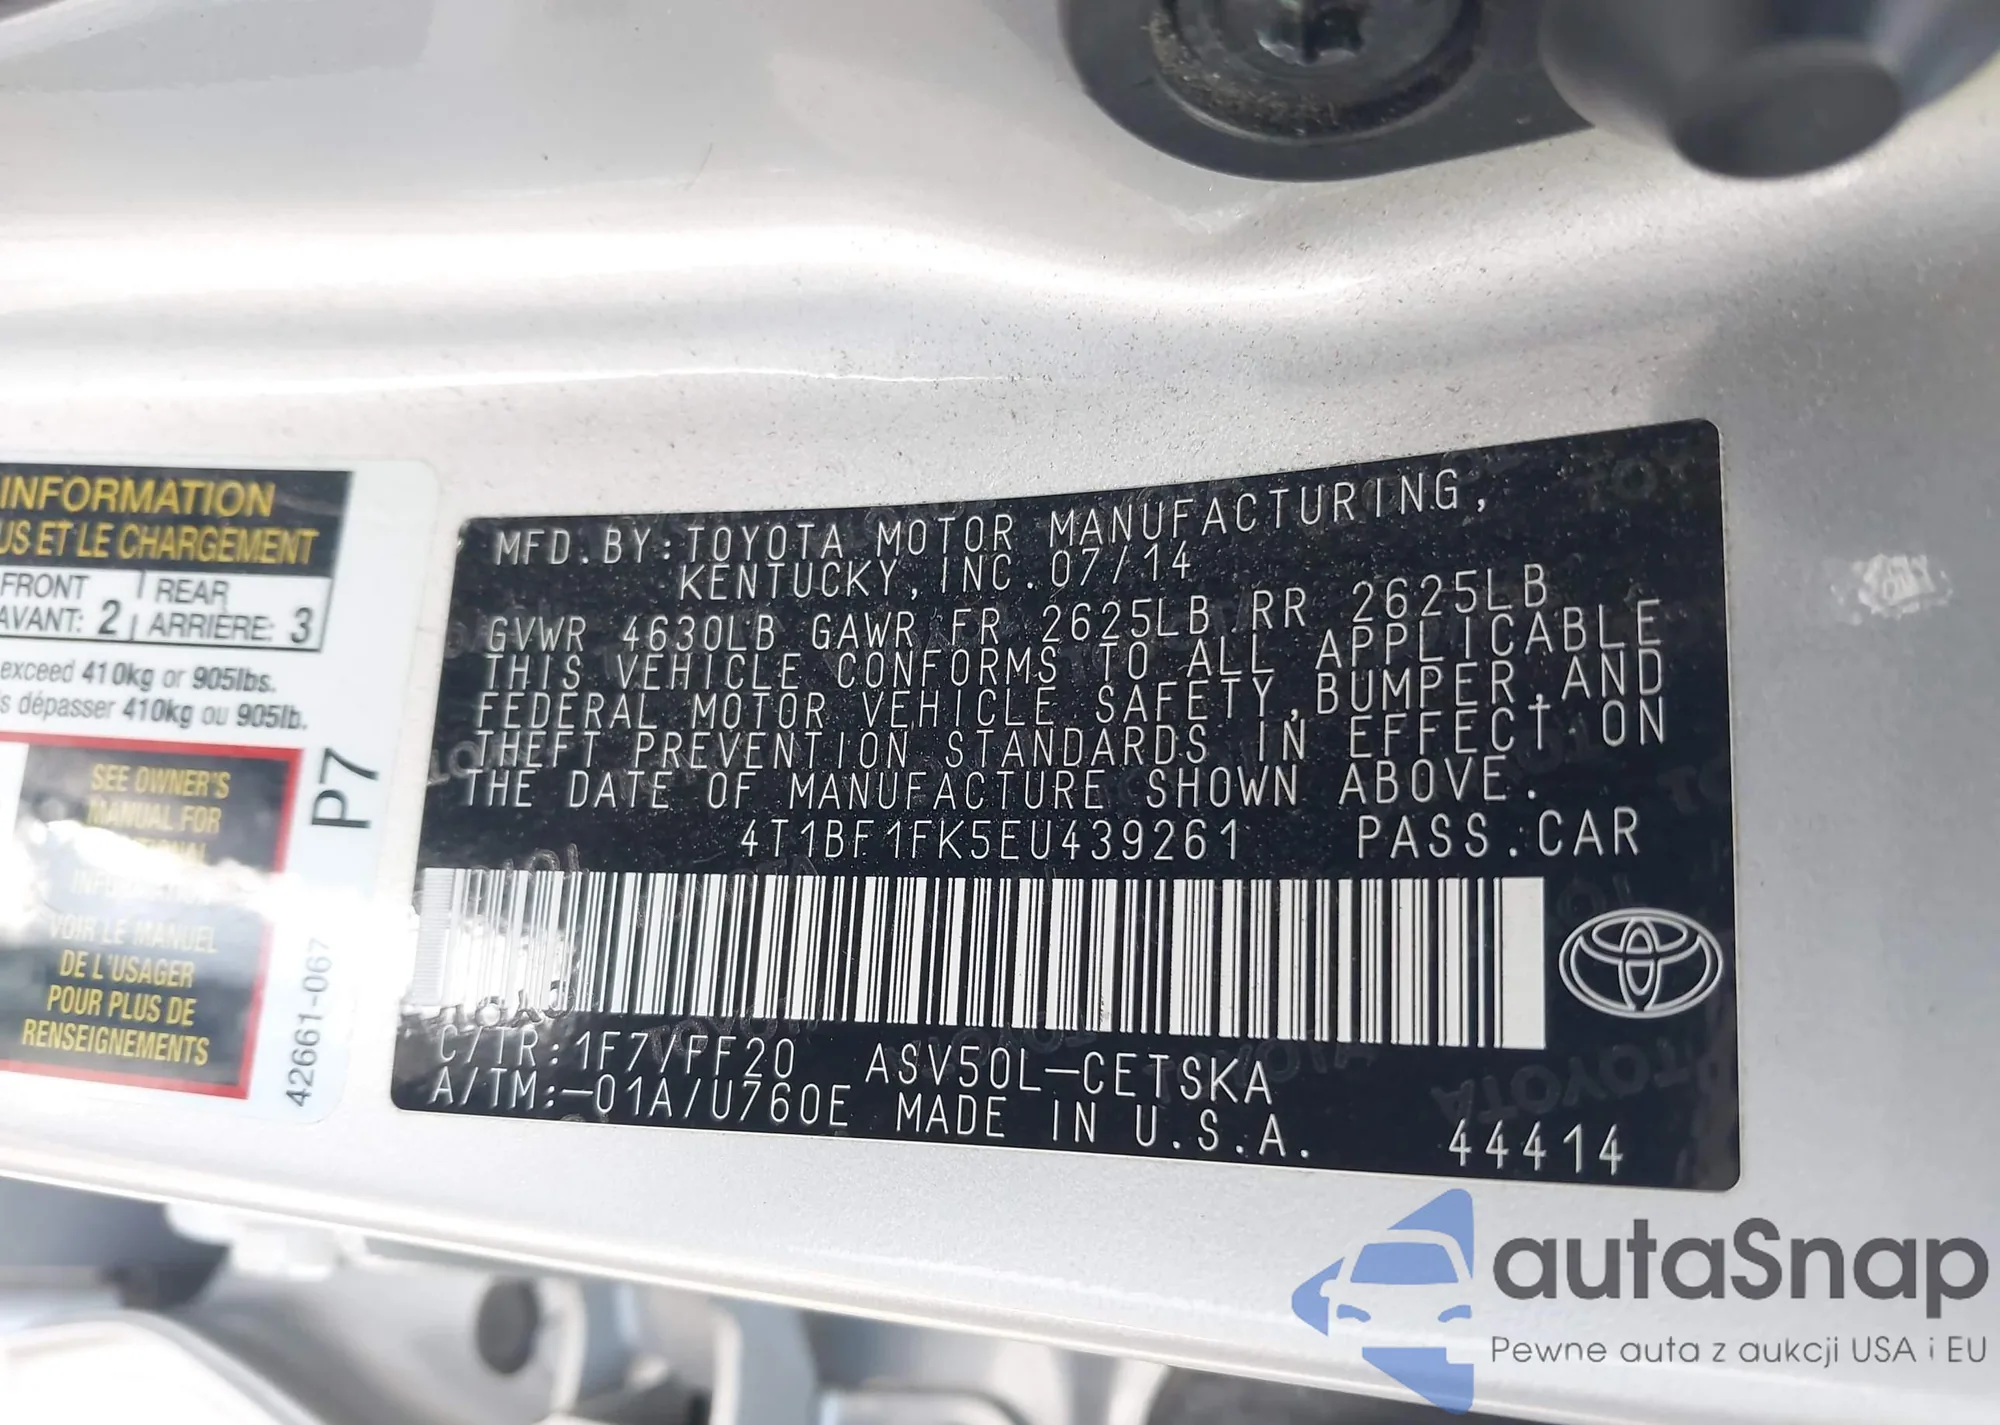 INFORMATION
US ET LE CHARGEMENT
FRONT REAR
AVANT: 2 ARRIÈRE: 3
exceed 410kg or 905lbs.
s dépasser 410kg ou 905lb.
SEE OWNER'S
MANUAL FOR
INFORMATION
VOIR LE MANUEL
DE L'USAGER
POUR PLUS DE
RENSEIGNEMENTS
P7
42661-067
MFD. BY: TOYOTA MOTOR MANUFACTURING,
KENTUCKY, INC. 07/14
GVWR 4630LB GAWR FR 2625LB RR 2625LB
THIS VEHICLE CONFORMS TO ALL APPLICABLE
FEDERAL MOTOR VEHICLE SAFETY, BUMPER, AND
THEFT PREVENTION STANDARDS IN EFFECT ON
THE DATE OF MANUFACTURE SHOWN ABOVE.
4T1BF1FK5EU439261 PASS. CAR
C/TR: 1F7/FF20 ASV50L-CETSKA
A/TM:-01A/U760E MADE IN U.S.A.
44414
autaSnap
Pewne auta z aukcji USA i EU